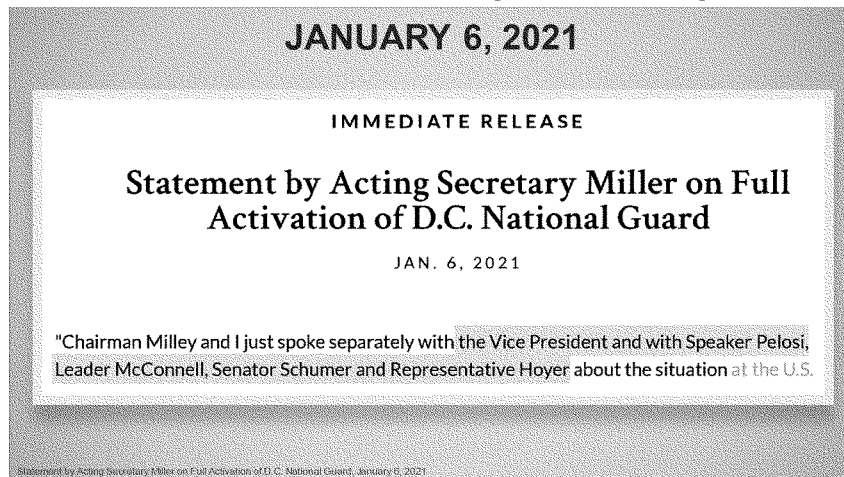 JANUARY 6, 2021
IMMEDIATE RELEASE
Statement by Acting Secretary Miller on Full
Activation of D.C. National Guard
JAN. 6, 2021
"Chairman Milley and I just spoke separately with the Vice President and with Speaker Pelosi,
Leader McConnell, Senator Schumer and Representative Hoyer about the situation at the U.S.
Statement by Acting Secretary Miller on Full Activation of D.C. National Guard, January 6, 2021